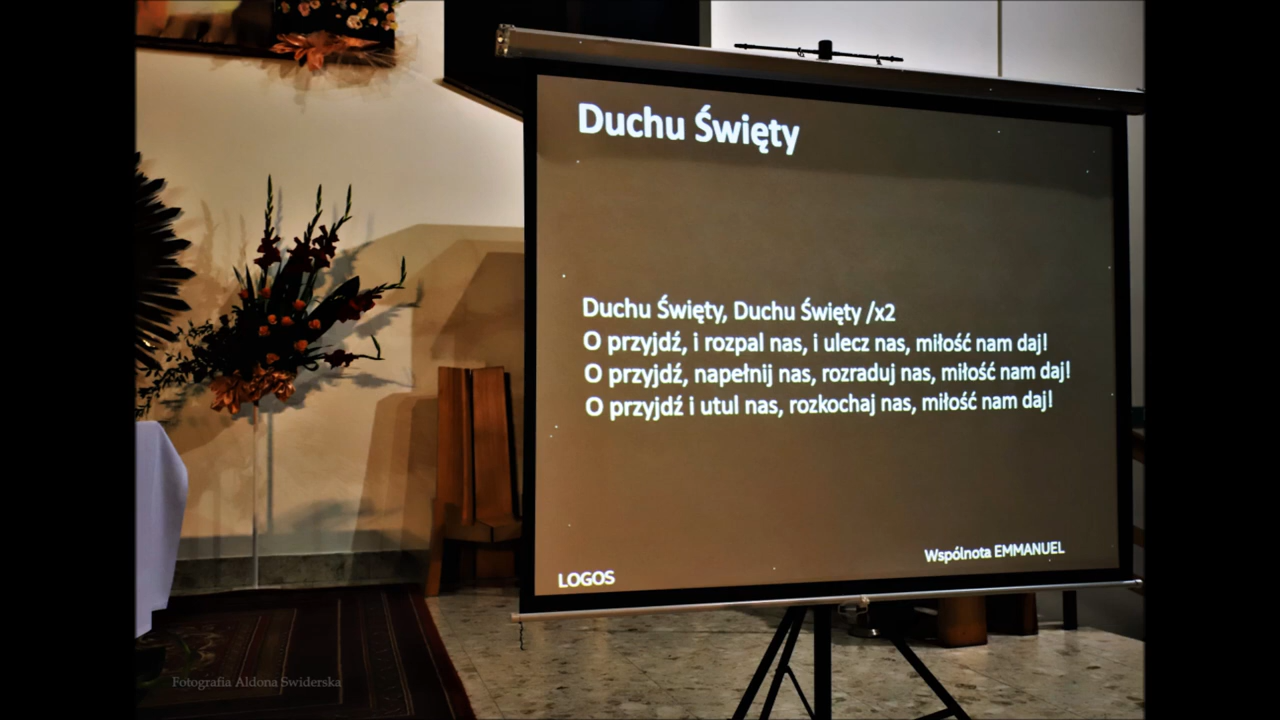 Duchu Święty
Duchu Święty, Duchu Święty /x2
O przyjdź, i rozpal nas, i ulecz nas, miłość nam daj!
O przyjdź, napełnij nas, rozraduj nas, miłość nam daj!
O przyjdź i utul nas, rozkochaj nas, miłość nam daj!
Wspólnota EMMANUEL
LOGOS
Fotografia Aldona Swiderska